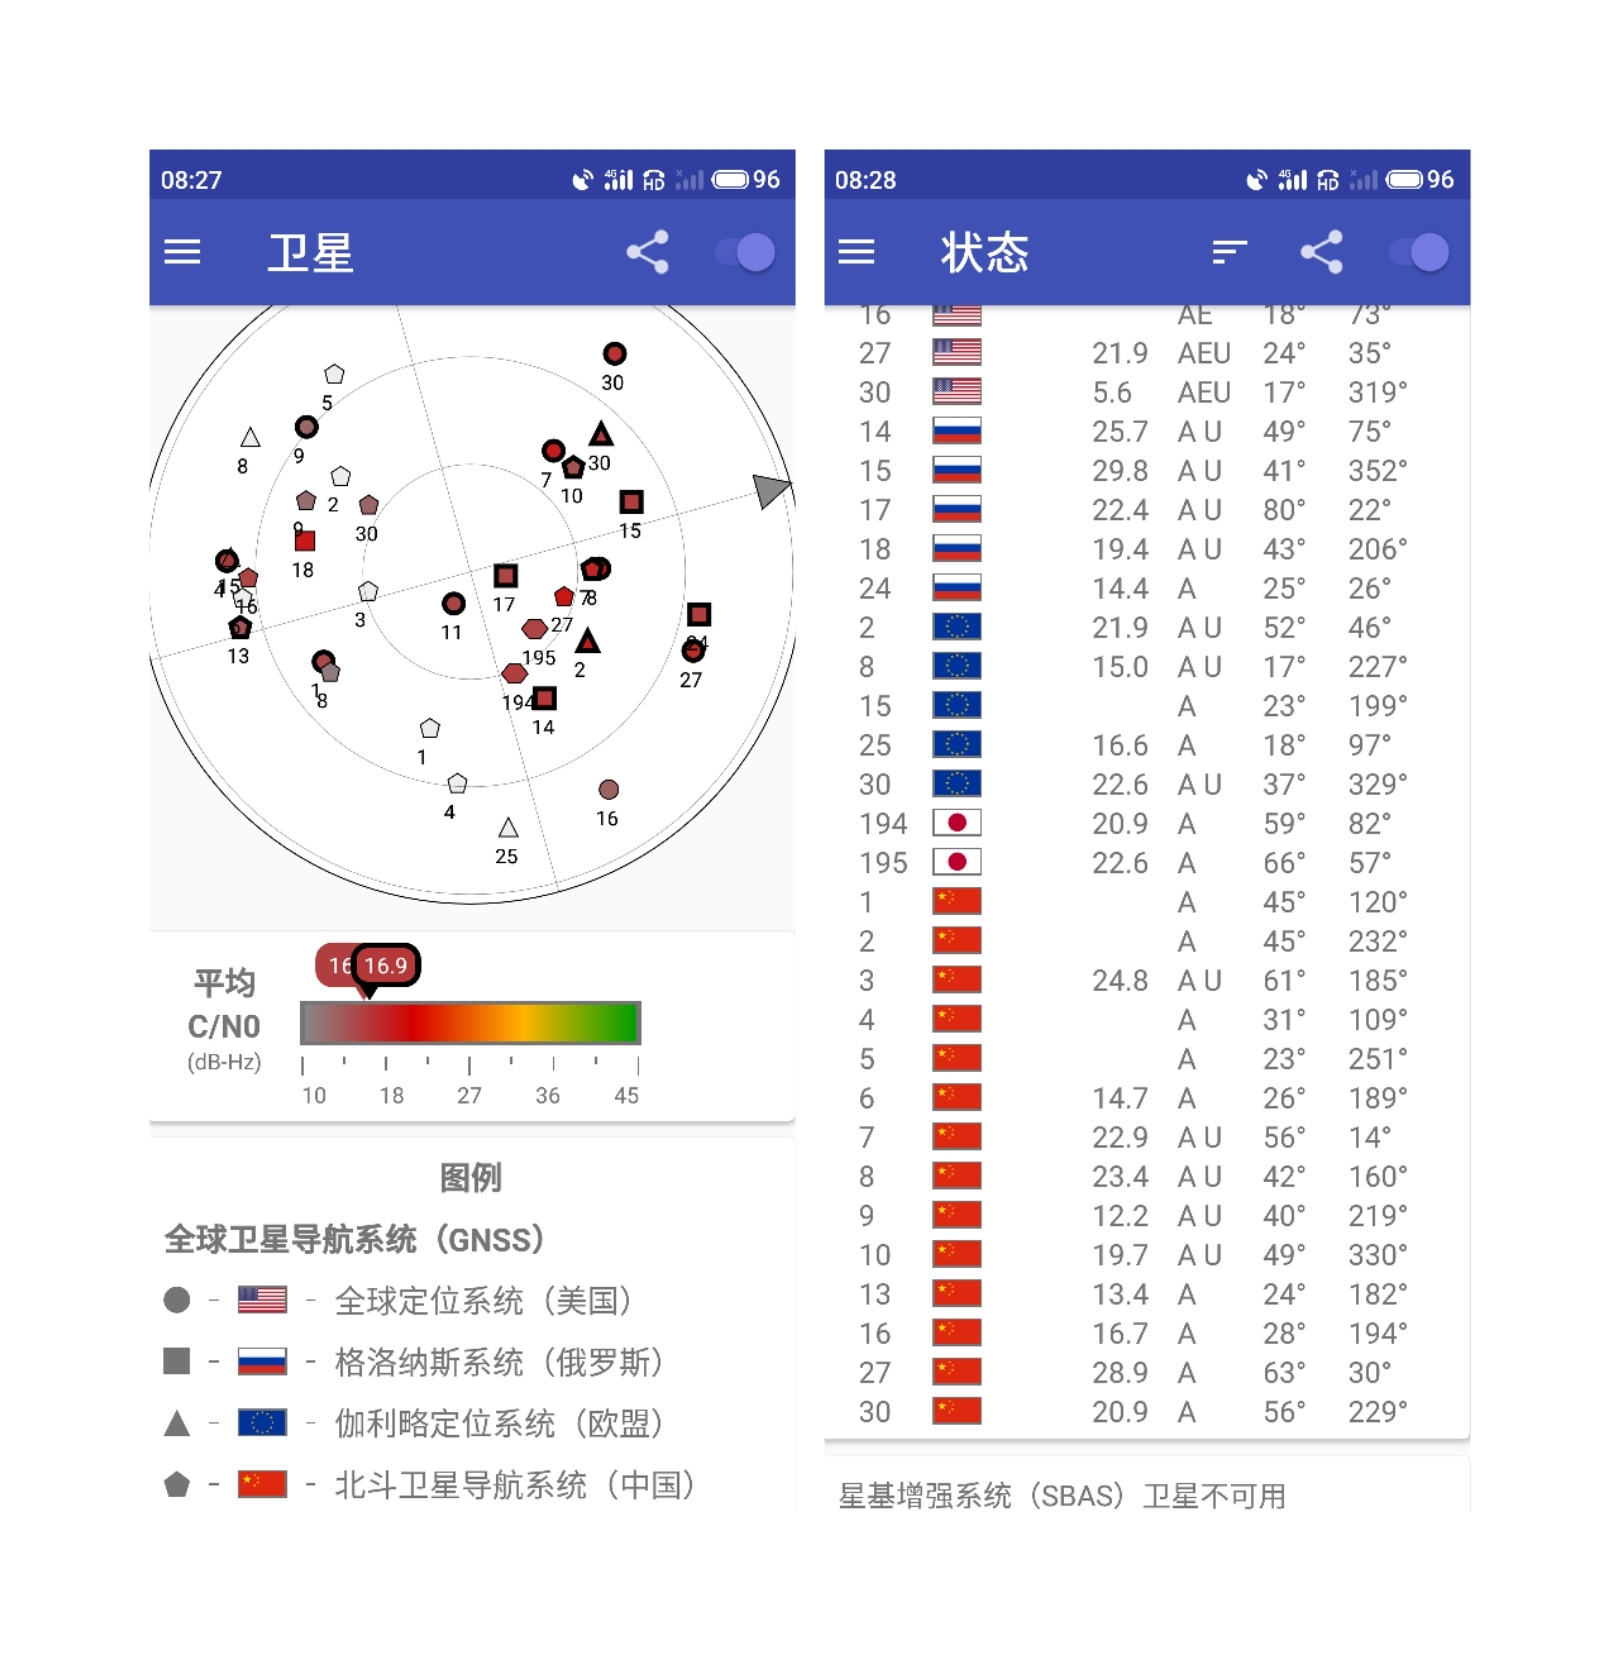 08:27
4G HD 96
卫星
5
30
9
8
30
7
10
2
15
9
30
18
15
4
16
17
7
8
3
11
27
24
13
195
2
27
1
8
194
14
1
4
16
25
平均
C/N0
(dB-Hz)
16
16.9
10 18 27 36 45
图例
全球卫星导航系统（GNSS）
- - 全球定位系统（美国）
- - 格洛纳斯系统（俄罗斯）
- - 伽利略定位系统（欧盟）
- - 北斗卫星导航系统（中国）
08:28
4G HD 96
状态
16 AE 18° 73°
27 21.9 AEU 24° 35°
30 5.6 AEU 17° 319°
14 25.7 A U 49° 75°
15 29.8 A U 41° 352°
17 22.4 A U 80° 22°
18 19.4 A U 43° 206°
24 14.4 A 25° 26°
2 21.9 A U 52° 46°
8 15.0 A U 17° 227°
15 A 23° 199°
25 16.6 A 18° 97°
30 22.6 A U 37° 329°
194 20.9 A 59° 82°
195 22.6 A 66° 57°
1 A 45° 120°
2 A 45° 232°
3 24.8 A U 61° 185°
4 A 31° 109°
5 A 23° 251°
6 14.7 A 26° 189°
7 22.9 A U 56° 14°
8 23.4 A U 42° 160°
9 12.2 A U 40° 219°
10 19.7 A U 49° 330°
13 13.4 A 24° 182°
16 16.7 A 28° 194°
27 28.9 A 63° 30°
30 20.9 A 56° 229°
星基增强系统（SBAS）卫星不可用